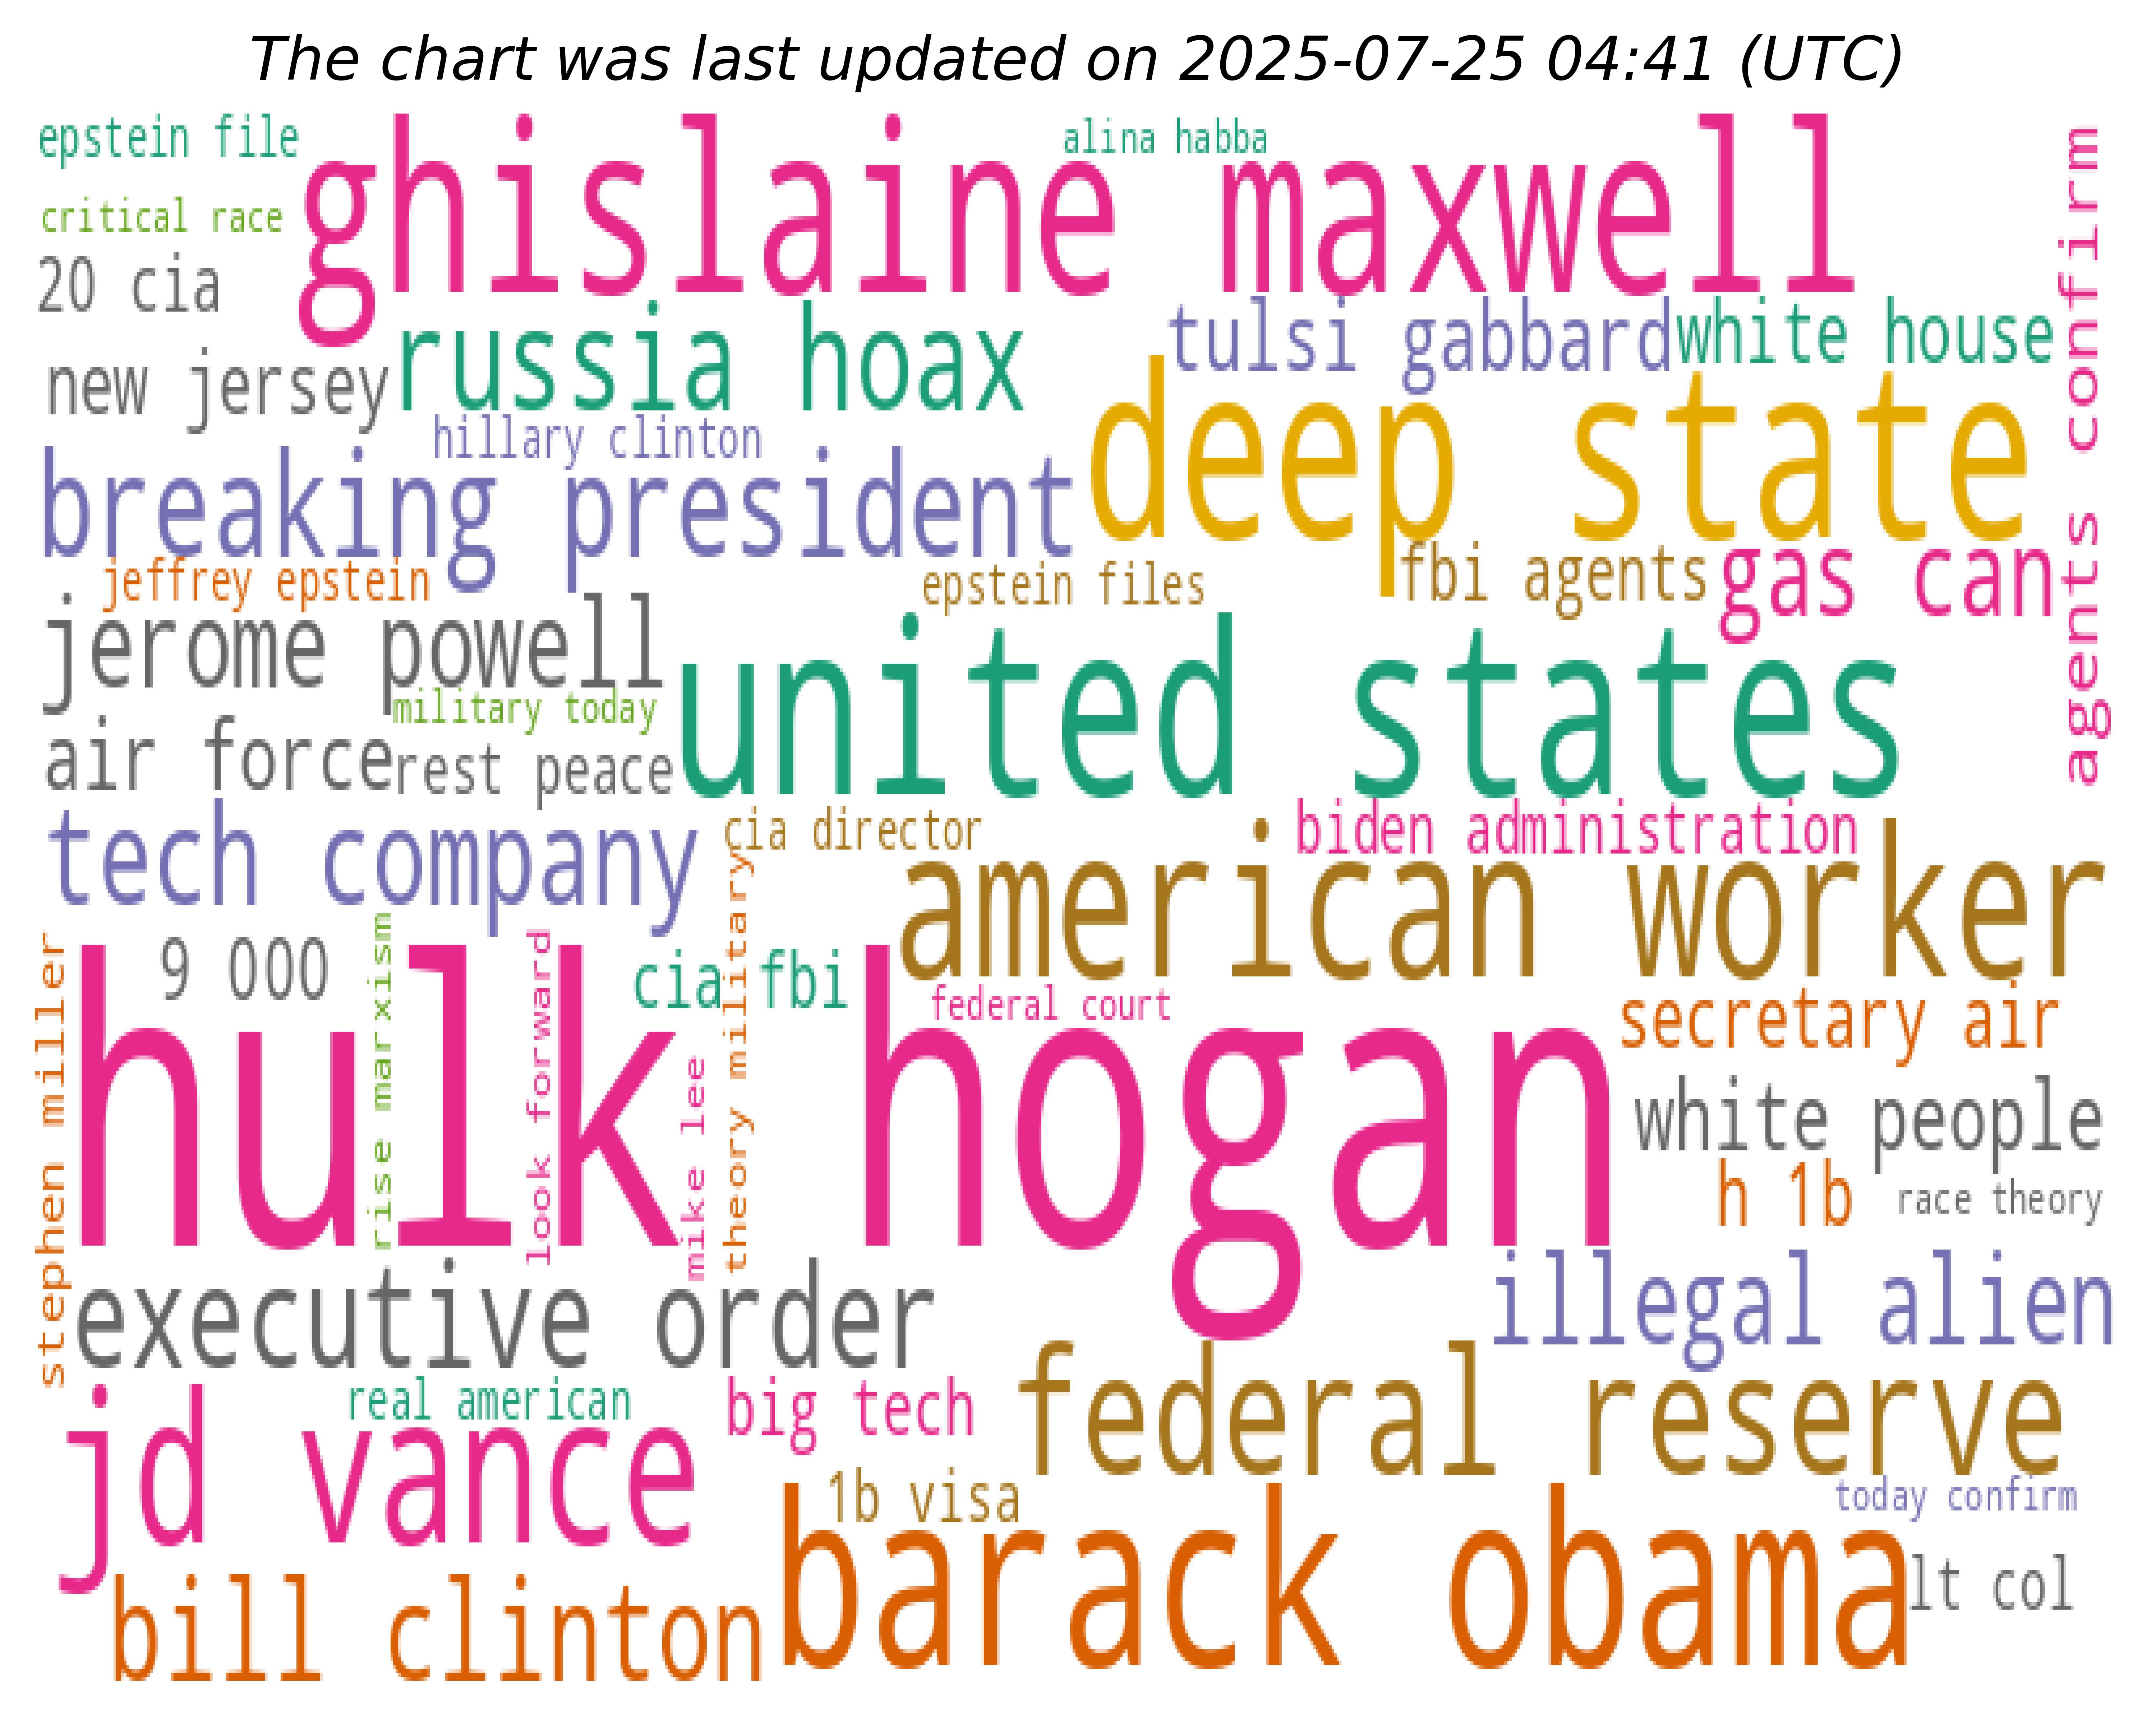 The chart was last updated on 2025-07-25 04:41 (UTC)
epstein file
alina habba
ghislaine maxwell
critical race
20 cia
agents confirm
russia hoax
tulsi gabbard
white house
new jersey
deep state
hillary clinton
breaking president
jeffrey epstein
epstein files
fbi agents
gas can
jerome powell
united states
military today
air force
rest peace
tech company
cia director
biden administration
american worker
theory military
9 000
rise marxism
look forward
cia fbi
federal court
stephen miller
hulk hogan
mike lee
secretary air
white people
h 1b
race theory
executive order
illegal alien
federal reserve
real american
big tech
jd vance
1b visa
today confirm
barack obama
lt col
bill clinton